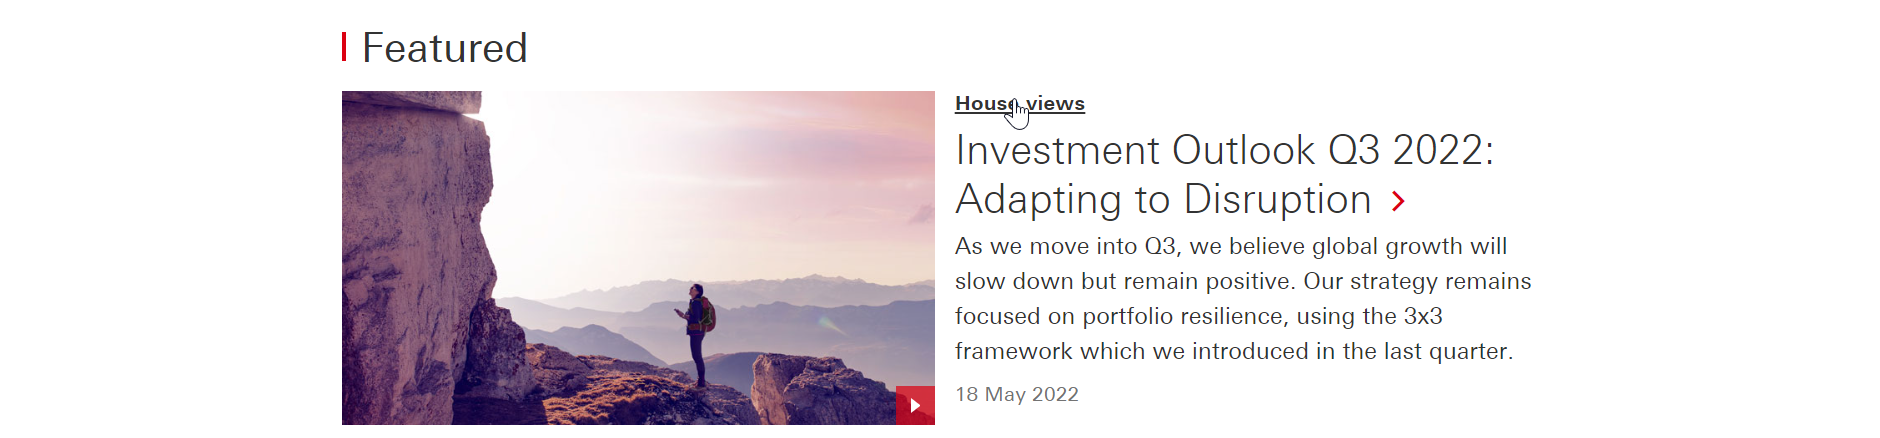 Featured
House views
Investment Outlook Q3 2022:
Adapting to Disruption
As we move into Q3, we believe global growth will
slow down but remain positive. Our strategy remains
focused on portfolio resilience, using the 3x3
framework which we introduced in the last quarter.
18 May 2022